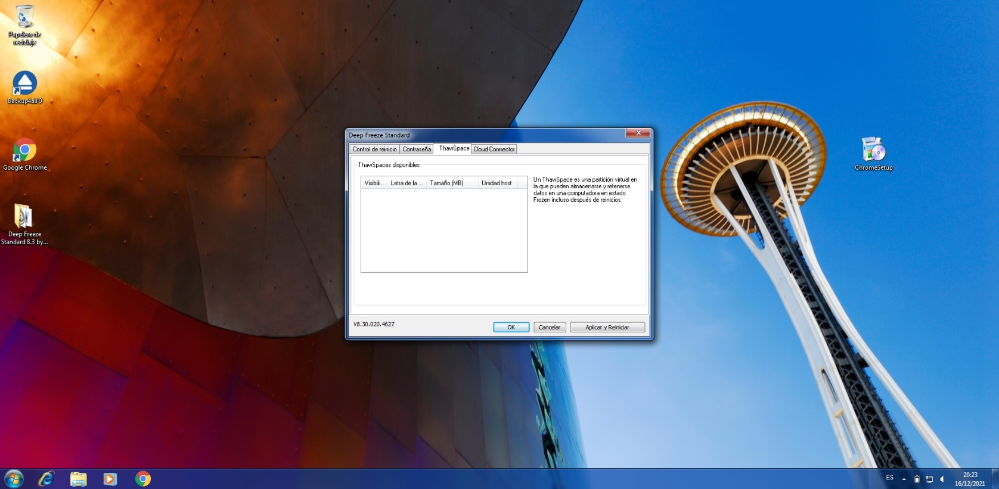 Papelera de
reciclaje
Backup4all 9
Google Chrome
Deep Freeze
Standard 8.3 by...
ChromeSetup
Deep Freeze Standard
Control de reinicio
Contraseña
ThawSpace
Cloud Connector
ThawSpaces disponibles
Visibili...
Letra de la ...
Tamaño (MB)
Unidad host
Un ThawSpace es una partición virtual en
la que pueden almacenarse y retenerse
datos en una computadora en estado
Frozen incluso después de reinicios.
V8.30.020.4627
OK
Cancelar
Aplicar y Reiniciar
ES
20:23
16/12/2021